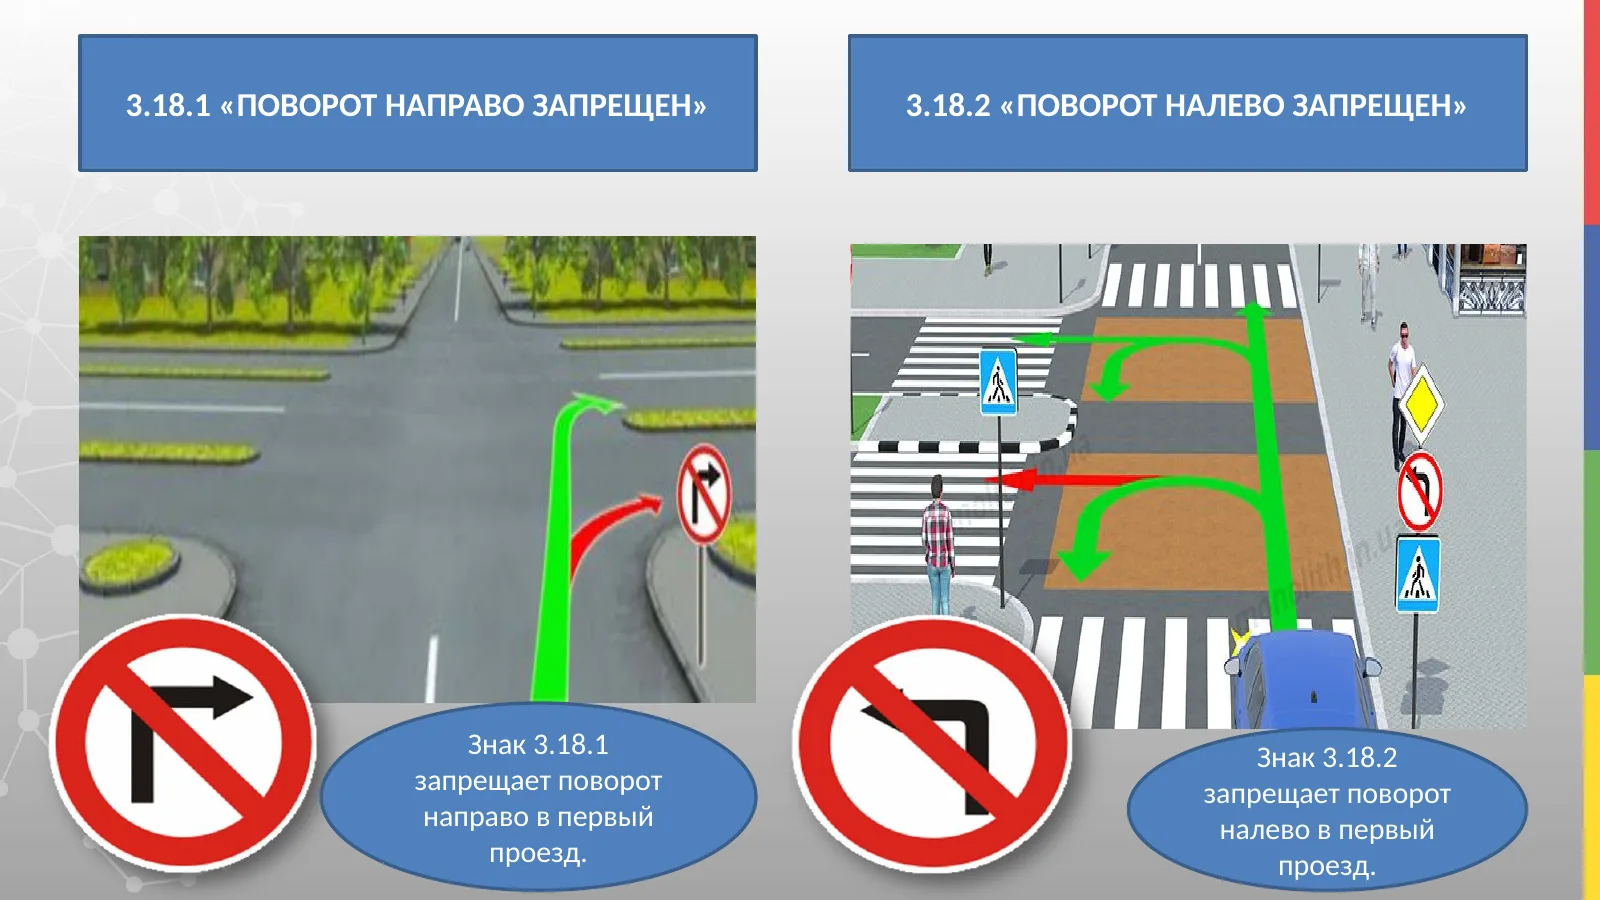 3.18.1 «ПОВОРОТ НАПРАВО ЗАПРЕЩЕН»
3.18.2 «ПОВОРОТ НАЛЕВО ЗАПРЕЩЕН»
Знак 3.18.1
запрещает поворот
направо в первый
проезд.
Знак 3.18.2
запрещает поворот
налево в первый
проезд.